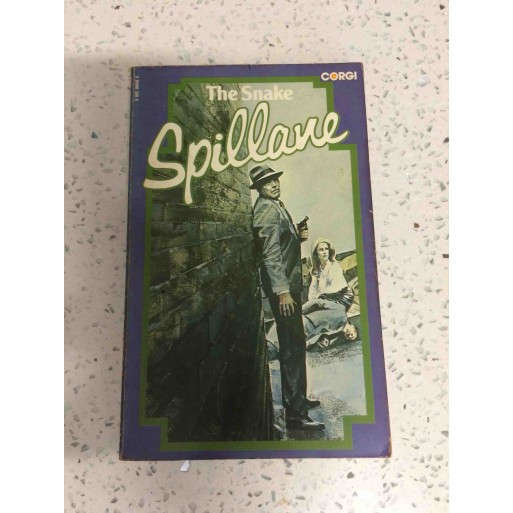 CORGI
The Snake
Spillane